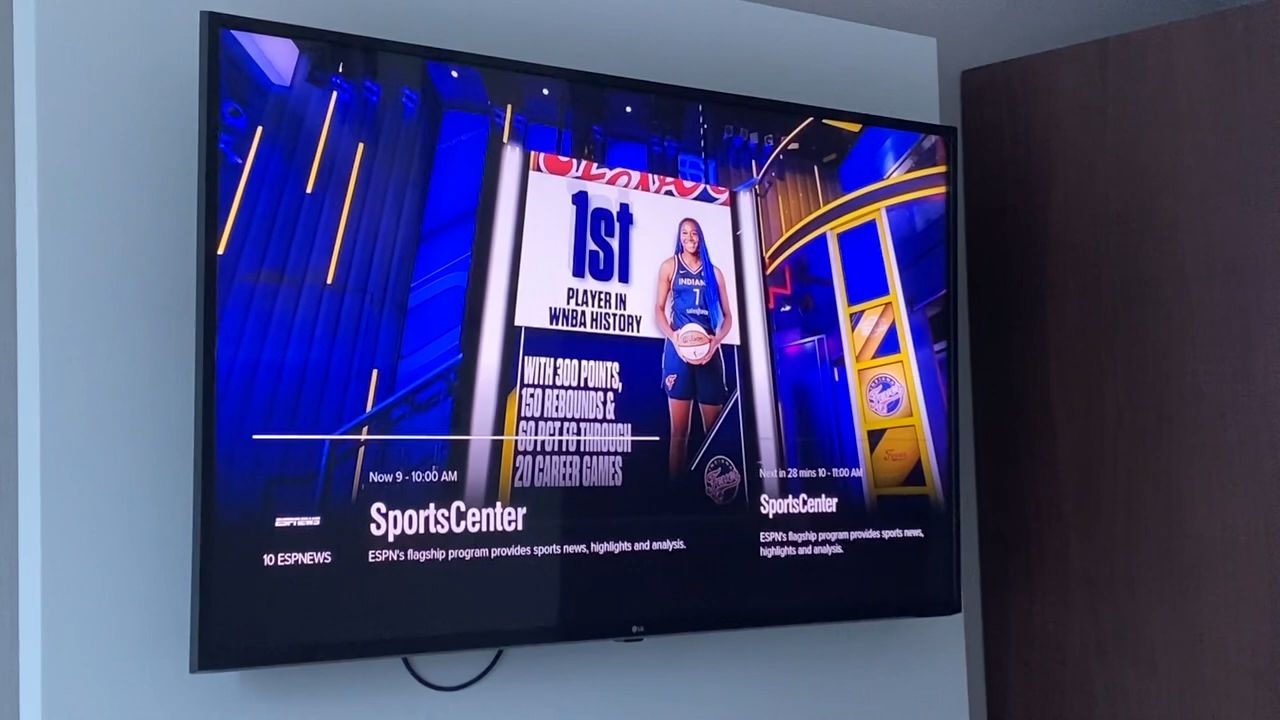 1st
PLAYER IN
WNBA HISTORY
INDIANA
7
salesforce
WITH 300 POINTS,
150 REBOUNDS &
60 PCT FG THROUGH
20 CAREER GAMES
Now 9 - 10:00 AM
SportsCenter
ESPN's flagship program provides sports news, highlights and analysis.
ESPNEWS
10 ESPNEWS
Next in 28 mins 10 - 11:00 AM
SportsCenter
ESPN's flagship program provides sports news,
highlights and analysis.
LG